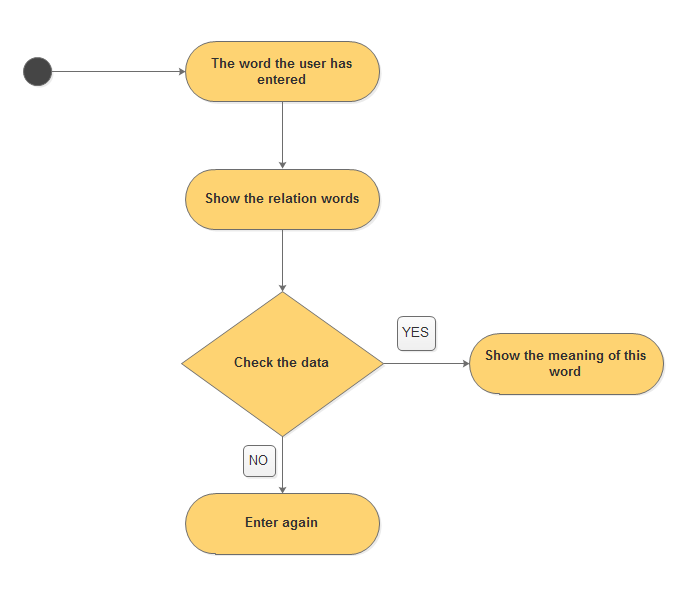 The word the user has
entered
Show the relation words
Check the data
YES
Show the meaning of this
word
NO
Enter again